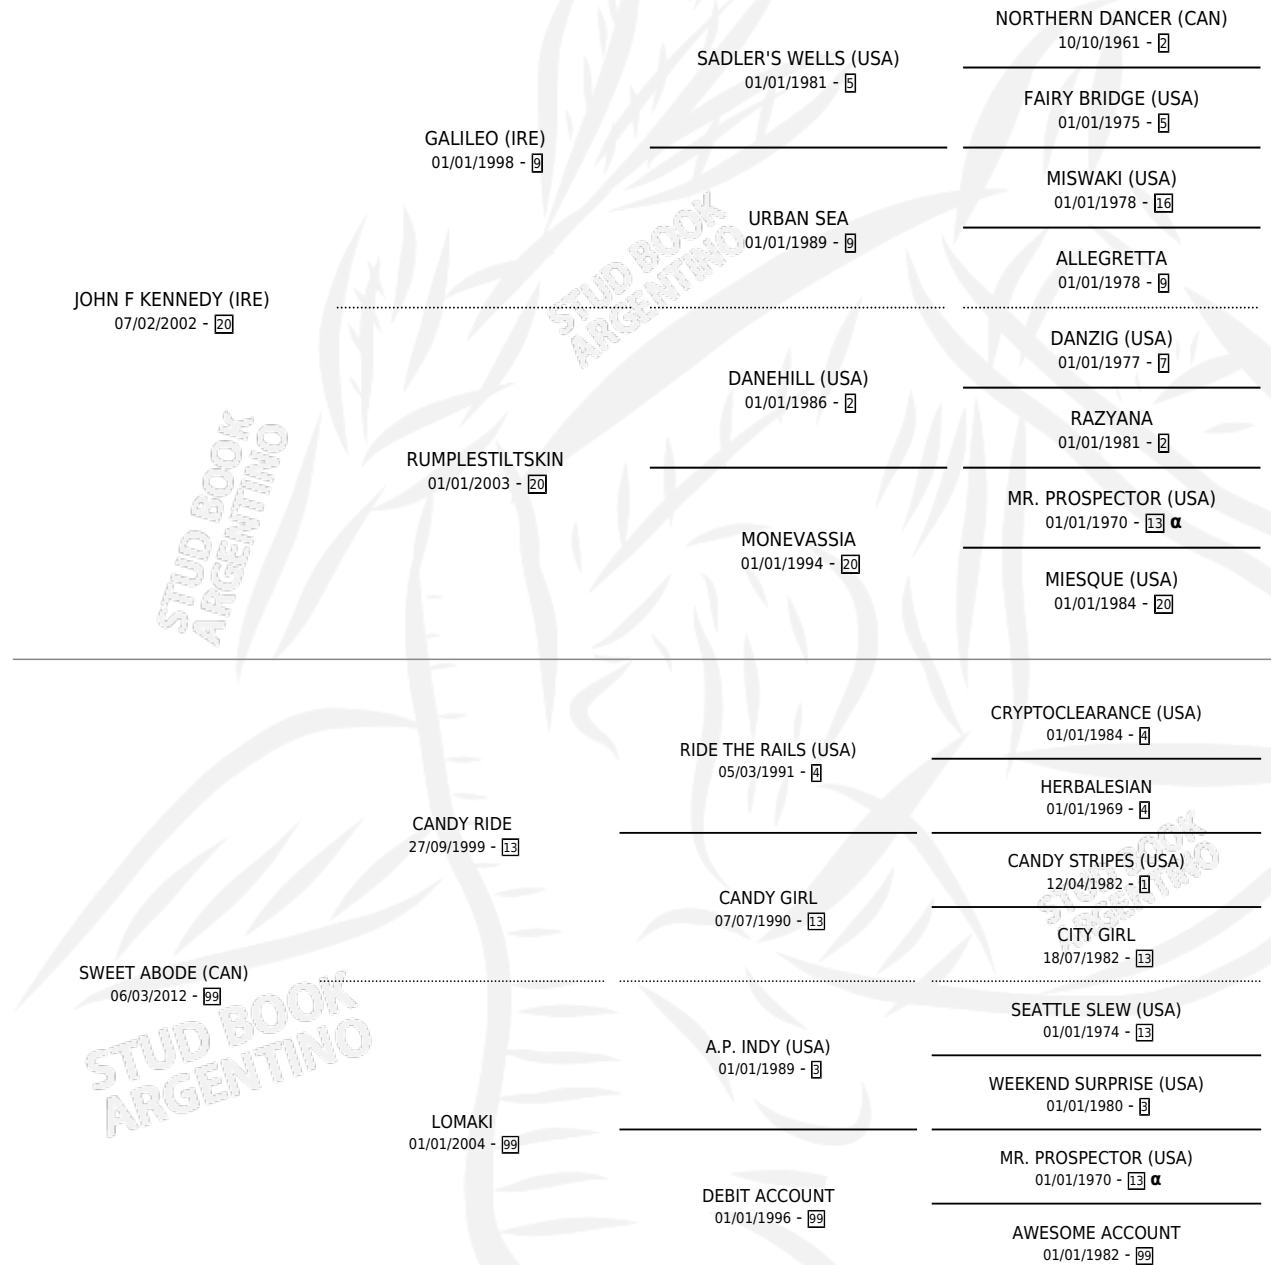 NORTHERN DANCER (CAN)
10/10/1961 - 2
SADLER'S WELLS (USA)
01/01/1981 - 5
FAIRY BRIDGE (USA)
01/01/1975 - 5
GALILEO (IRE)
01/01/1998 - 9
MISWAKI (USA)
01/01/1978 - 16
URBAN SEA
01/01/1989 - 9
ALLEGRETTA
01/01/1978 - 9
JOHN F KENNEDY (IRE)
07/02/2002 - 20
DANZIG (USA)
01/01/1977 - 7
DANEHILL (USA)
01/01/1986 - 2
RAZYANA
01/01/1981 - 2
RUMPLESTILTSKIN
01/01/2003 - 20
MR. PROSPECTOR (USA)
01/01/1970 - 13 α
MONEVASSIA
01/01/1994 - 20
MIESQUE (USA)
01/01/1984 - 20
CRYPTOCLEARANCE (USA)
01/01/1984 - 4
RIDE THE RAILS (USA)
05/03/1991 - 4
HERBALESIAN
01/01/1969 - 4
CANDY RIDE
27/09/1999 - 13
CANDY STRIPES (USA)
12/04/1982 - 1
CANDY GIRL
07/07/1990 - 13
CITY GIRL
18/07/1982 - 13
SWEET ABODE (CAN)
06/03/2012 - 99
SEATTLE SLEW (USA)
01/01/1974 - 13
A.P. INDY (USA)
01/01/1989 - 3
WEEKEND SURPRISE (USA)
01/01/1980 - 3
LOMAKI
01/01/2004 - 99
MR. PROSPECTOR (USA)
01/01/1970 - 13 α
DEBIT ACCOUNT
01/01/1996 - 99
AWESOME ACCOUNT
01/01/1982 - 99
STUD BOOK
ARGENTINO
STUD BOOK
ARGENTINO
STUD BOOK
ARGENTINO
STUD BOOK
ARGENTINO